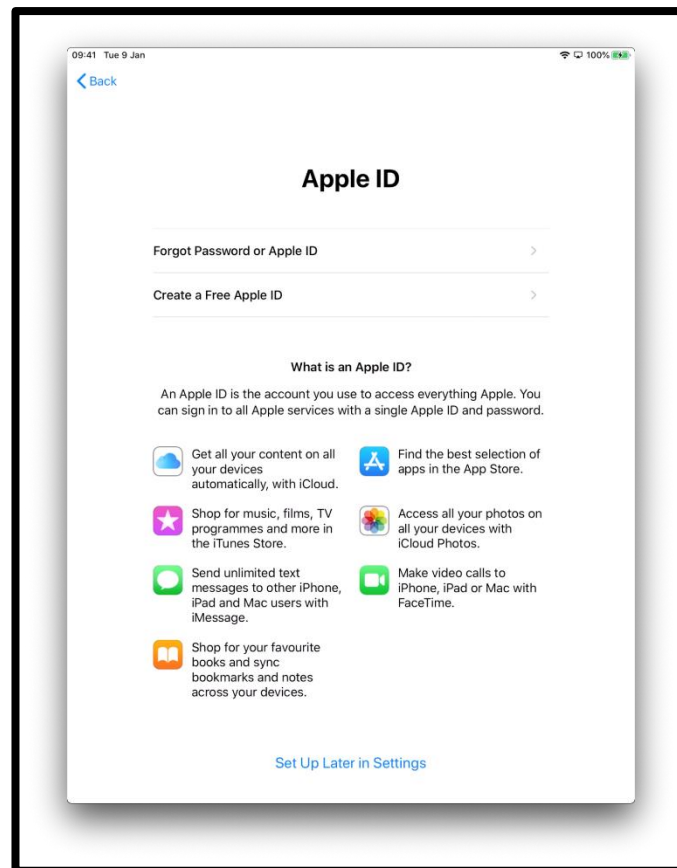 09:41 Tue 9 Jan
100%
Back
Apple ID
Forgot Password or Apple ID
Create a Free Apple ID
What is an Apple ID?
An Apple ID is the account you use to access everything Apple. You
can sign in to all Apple services with a single Apple ID and password.
Get all your content on all
your devices
automatically, with iCloud.
Find the best selection of
apps in the App Store.
Shop for music, films, TV
programmes and more in
the iTunes Store.
Access all your photos on
all your devices with
iCloud Photos.
Send unlimited text
messages to other iPhone,
iPad and Mac users with
iMessage.
Make video calls to
iPhone, iPad or Mac with
FaceTime.
Shop for your favourite
books and sync
bookmarks and notes
across your devices.
Set Up Later in Settings